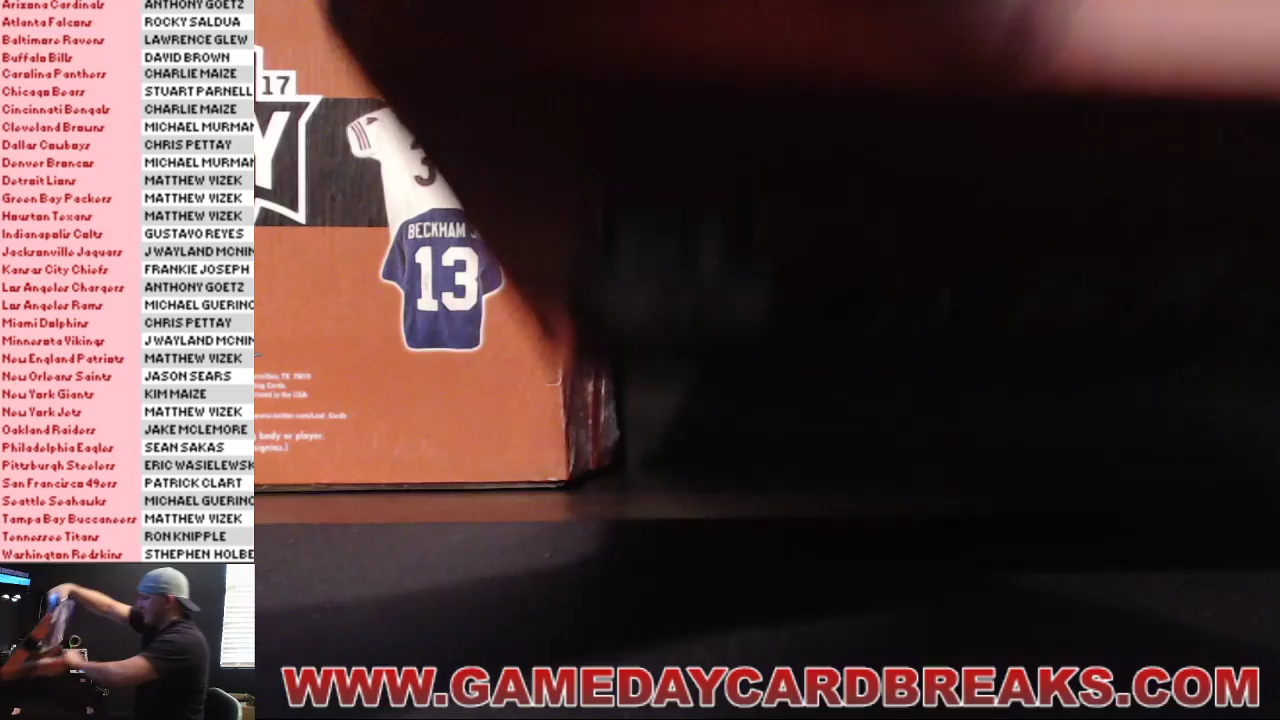 Arizona Cardinals ANTHONY GOETZ
Atlanta Falcons ROCKY SALDUA
Baltimore Ravens LAWRENCE GLEW
Buffalo Bills DAVID BROWN
Carolina Panthers CHARLIE MAIZE
Chicago Bears STUART PARNELL
Cincinnati Bengals CHARLIE MAIZE
Cleveland Browns MICHAEL MURMAN
Dallas Cowboys CHRIS PETTAY
Denver Broncos MICHAEL MURMAN
Detroit Lions MATTHEW VIZEK
Green Bay Packers MATTHEW VIZEK
Houston Texans MATTHEW VIZEK
Indianapolis Colts GUSTAVO REYES
Jacksonville Jaguars J WAYLAND MCNIN
Kansas City Chiefs FRANKIE JOSEPH
Los Angeles Chargers ANTHONY GOETZ
Los Angeles Rams MICHAEL GUERINO
Miami Dolphins CHRIS PETTAY
Minnesota Vikings J WAYLAND MCNIN
New England Patriots MATTHEW VIZEK
New Orleans Saints JASON SEARS
New York Giants KIM MAIZE
New York Jets MATTHEW VIZEK
Oakland Raiders JAKE MCLEMORE
Philadelphia Eagles SEAN SAKAS
Pittsburgh Steelers ERIC WASIELEWSK
San Francisco 49ers PATRICK CLART
Seattle Seahawks MICHAEL GUERINO
Tampa Bay Buccaneers MATTHEW VIZEK
Tennessee Titans RON KNIPPLE
Washington Redskins STHEPHEN HOLBE
17
Y
3
BECKHAM J
13
in the USA.
body or player.
WWW.GAMEDAYCARDBREAKS.COM